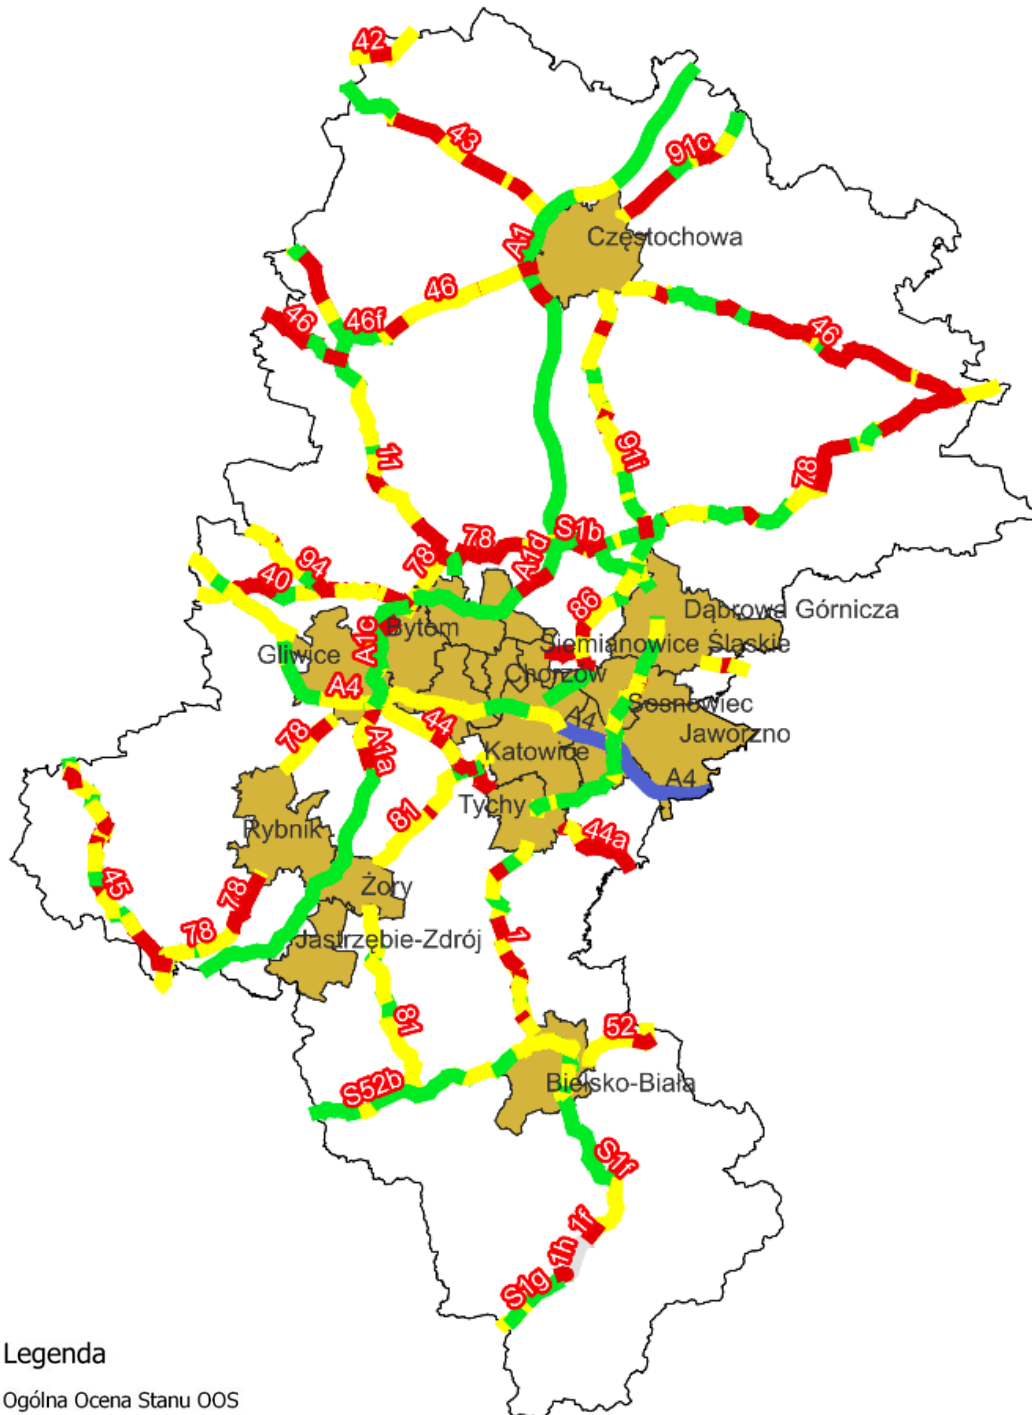 42
43
91c
Częstochowa
A1
46
46f
46
46
11
91i
78
S1b
78
78
A1d
94
40
86
Dąbrowa Górnicza
Bytom
A1c
Siemianowice Śląskie
Gliwice
Chorzów
A4
Sosnowiec
44
A4
78
A1a
Jaworzno
Katowice
A4
81
Tychy
Rybnik
44a
45
78
Żory
78
1
Jastrzębie-Zdrój
81
52
S52b
Bielsko-Biała
S1f
1f
1h
S1g
Legenda
Ogólna Ocena Stanu OOS